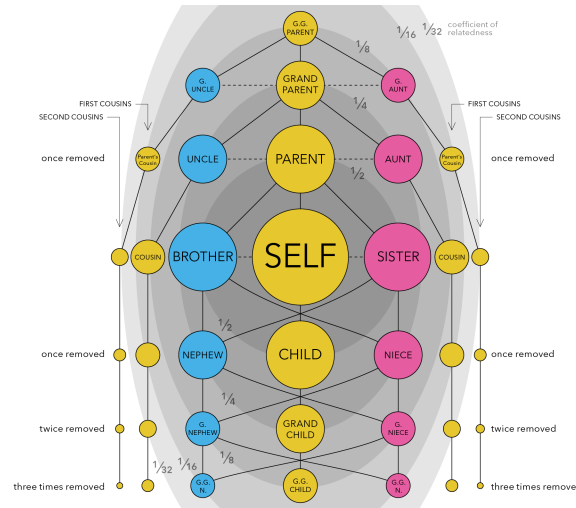 G.G.
PARENT
1/8
1/16
1/32
coefficient of
relatedness
G.
UNCLE
GRAND
PARENT
G.
AUNT
1/4
FIRST COUSINS
SECOND COUSINS
FIRST COUSINS
SECOND COUSINS
once removed
Parent's
Cousin
UNCLE
PARENT
AUNT
Parent's
Cousin
once removed
1/2
COUSIN
BROTHER
SELF
SISTER
COUSIN
1/2
once removed
NEPHEW
CHILD
NIECE
once removed
1/4
twice removed
G.
NEPHEW
GRAND
CHILD
G.
NIECE
twice removed
1/32
1/16
1/8
three times removed
G.G.
N.
G.G.
CHILD
G.G.
N.
three times remove